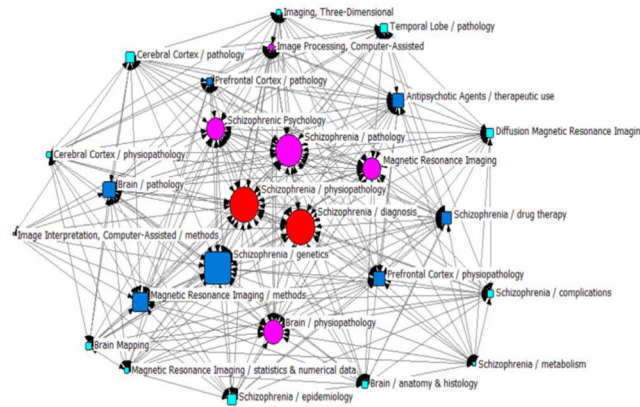 Imaging, Three-Dimensional
Temporal Lobe / pathology
Image Processing, Computer-Assisted
Cerebral Cortex / pathology
Prefrontal Cortex / pathology
Antipsychotic Agents / therapeutic use
Schizophrenic Psychology
Schizophrenia / pathology
Diffusion Magnetic Resonance Imagin
Cerebral Cortex / physiopathology
Magnetic Resonance Imaging
Brain / pathology
Schizophrenia / physiopathology
Schizophrenia / diagnosis
Schizophrenia / drug therapy
Image Interpretation, Computer-Assisted / methods
Schizophrenia / genetics
Prefrontal Cortex / physiopathology
Magnetic Resonance Imaging / methods
Schizophrenia / complications
Brain / physiopathology
Brain Mapping
Schizophrenia / metabolism
Magnetic Resonance Imaging / statistics & numerical data
Brain / anatomy & histology
Schizophrenia / epidemiology